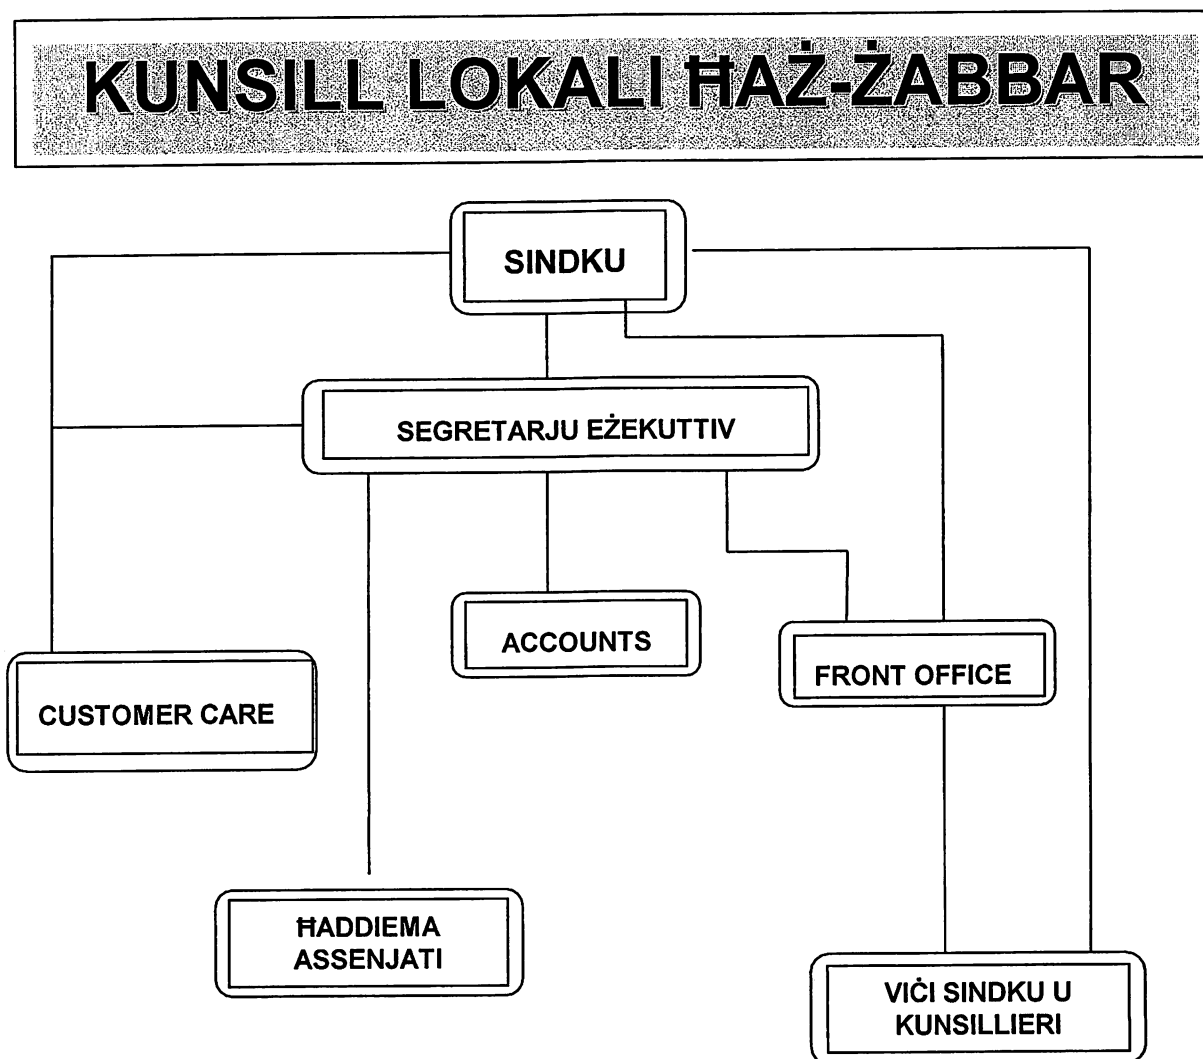 KUNSILL LOKALI ĦAŻ-ŻABBAR
SINDKU
SEGRETARJU EŻEKUTTIV
ACCOUNTS
FRONT OFFICE
CUSTOMER CARE
ĦADDIEMA
ASSENJATI
VIĊI SINDKU U
KUNSILLIERI